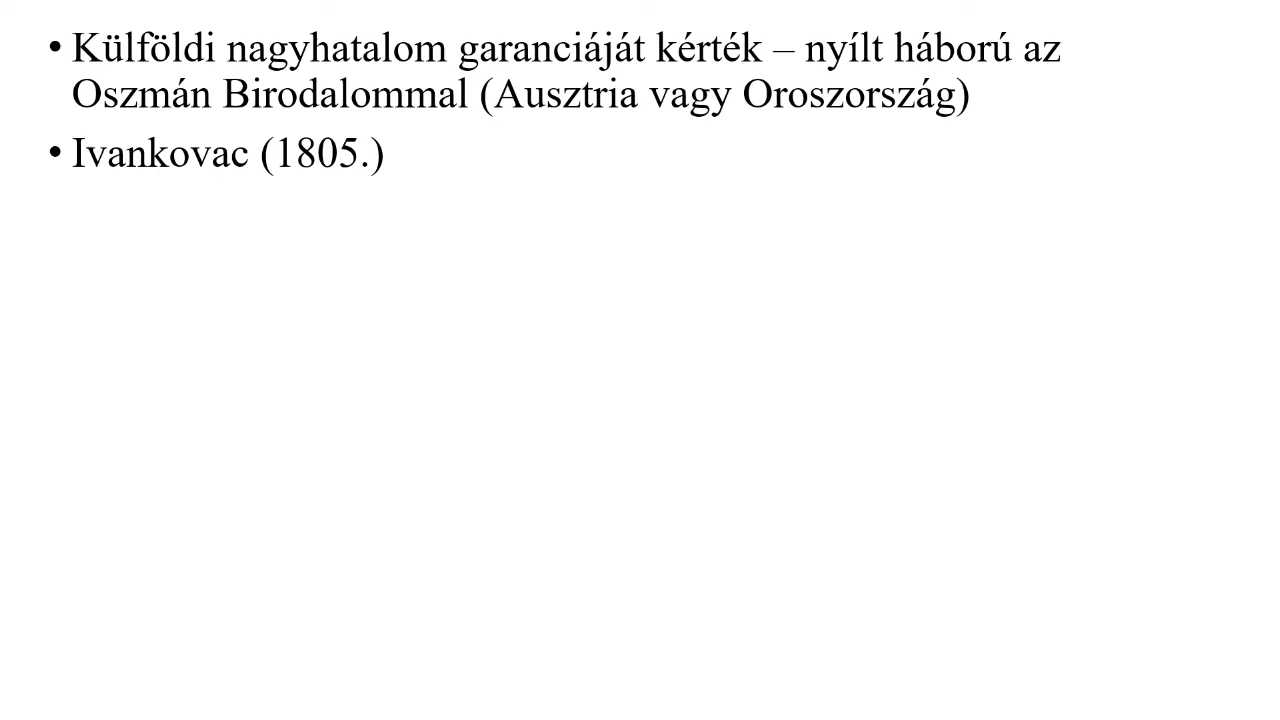 • Külföldi nagyhatalom garanciáját kérték – nyílt háború az
Oszmán Birodalommal (Ausztria vagy Oroszország)
• Ivankovac (1805.)